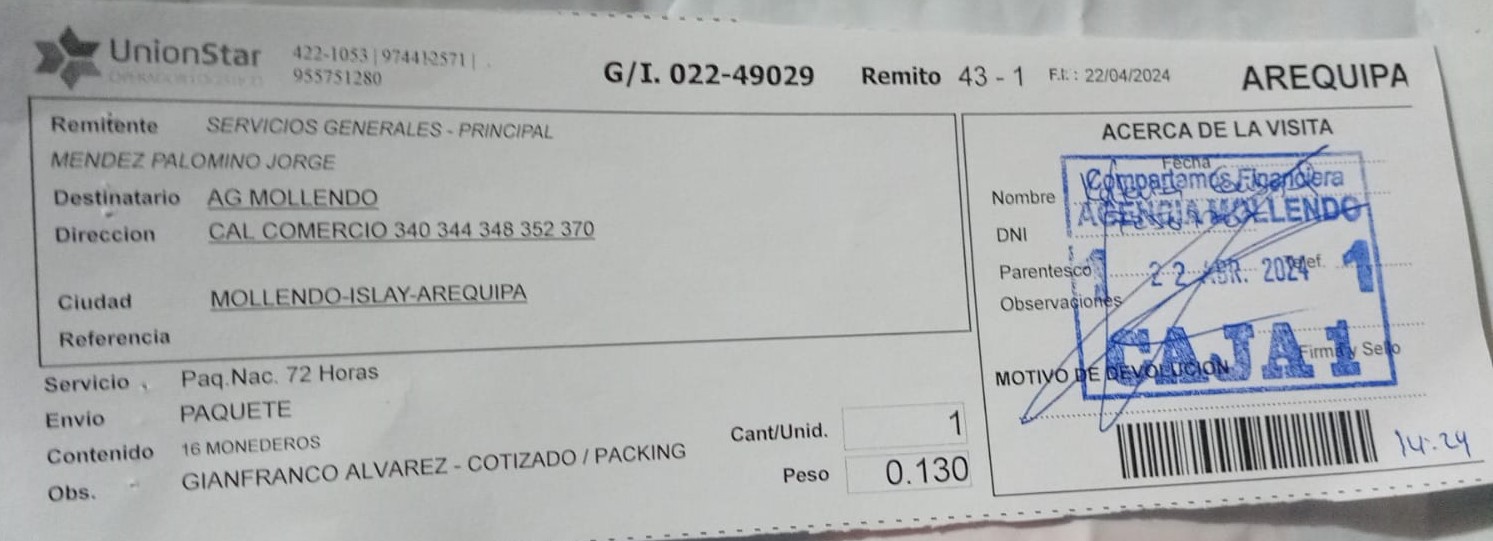 UnionStar
422-1053 | 974412571 |
955751280
G/I. 022-49029 Remito 43 - 1 F.I.: 22/04/2024 AREQUIPA
Remitente SERVICIOS GENERALES - PRINCIPAL
MENDEZ PALOMINO JORGE
Destinatario AG MOLLENDO
Direccion CAL COMERCIO 340 344 348 352 370
Ciudad MOLLENDO-ISLAY-AREQUIPA
Referencia
Servicio Paq.Nac. 72 Horas
Envio PAQUETE
Contenido 16 MONEDEROS
Obs. GIANFRANCO ALVAREZ - COTIZADO / PACKING
Cant/Unid. 1
Peso 0.130
ACERCA DE LA VISITA
Fecha
Nombre
DNI
Parentesco
Telef.
Observaciones
Firma y Sello
MOTIVO DE DEVOLUCION
Compartamos Financiera
AGENCIA MOLLENDO
1 22 ABR. 2024 1
CAJA 1
14:24